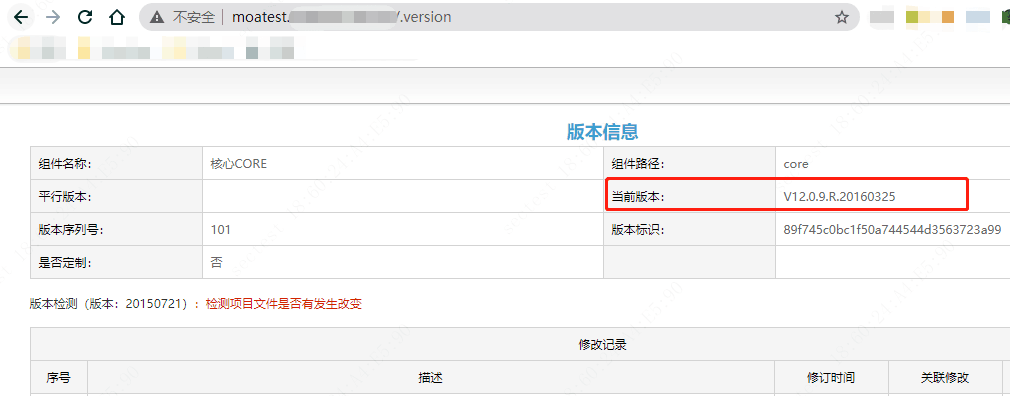 不安全 | moatest. /.version
版本信息
组件名称： 核心CORE 组件路径： core
平行版本： 当前版本： V12.0.9.R.20160325
版本序列号： 101 版本标识： 89f745c0bc1f50a744544d3563723a99
是否定制： 否
版本检测（版本：20150721）：检测项目文件是否有发生改变
修改记录
序号 描述 修订时间 关联修改